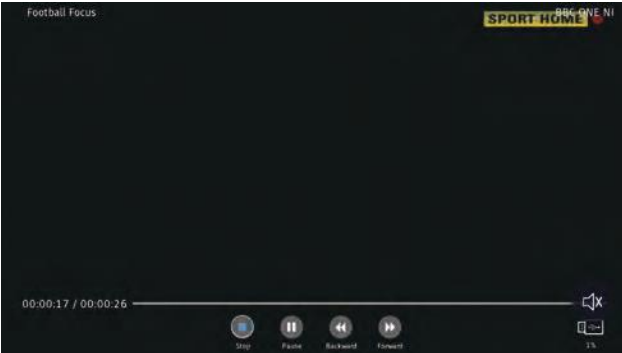 Football Focus
BBC ONE NI
SPORT HOME
00:00:17 / 00:00:26
Stop
Pause
Backward
Forward
1%